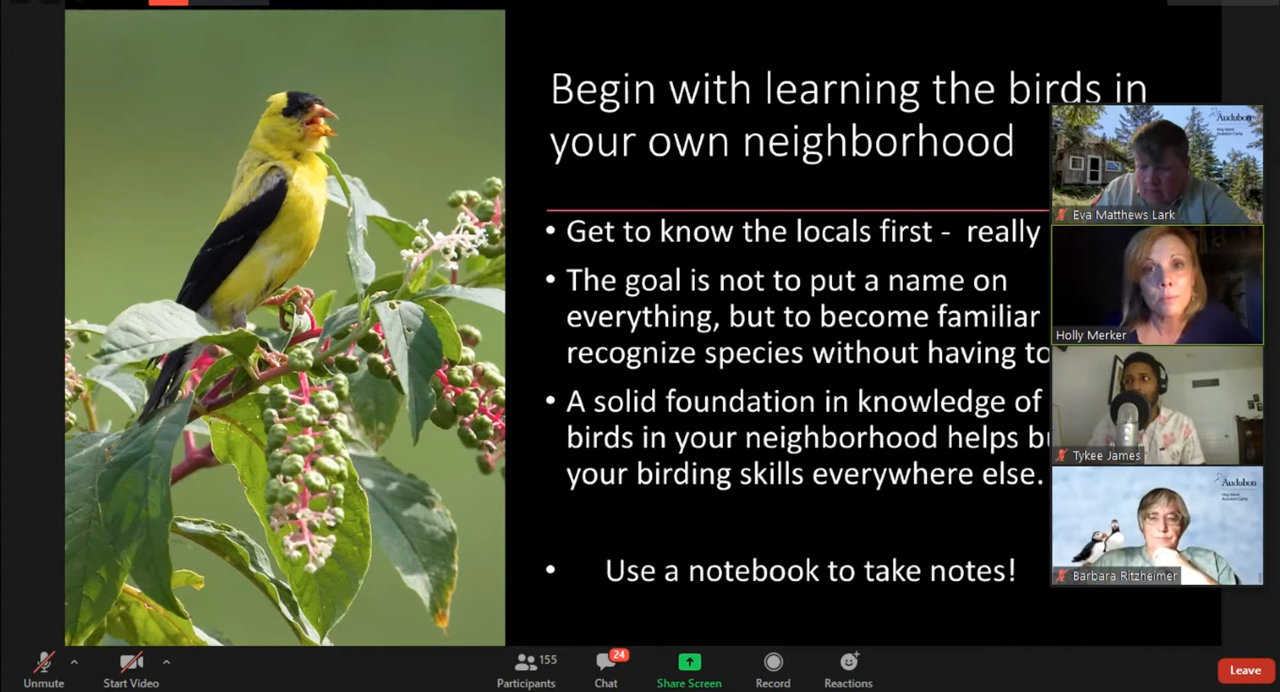 Begin with learning the birds in
your own neighborhood
• Get to know the locals first - really
• The goal is not to put a name on
everything, but to become familiar
recognize species without having to
• A solid foundation in knowledge of
birds in your neighborhood helps
your birding skills everywhere else.
• Use a notebook to take notes!
Audubon
Eva Matthews Lark
Holly Merker
Tykee James
Audubon
Barbara Ritzheimer
Unmute
Start Video
155
Participants
24
Chat
Share Screen
Record
Reactions
Leave